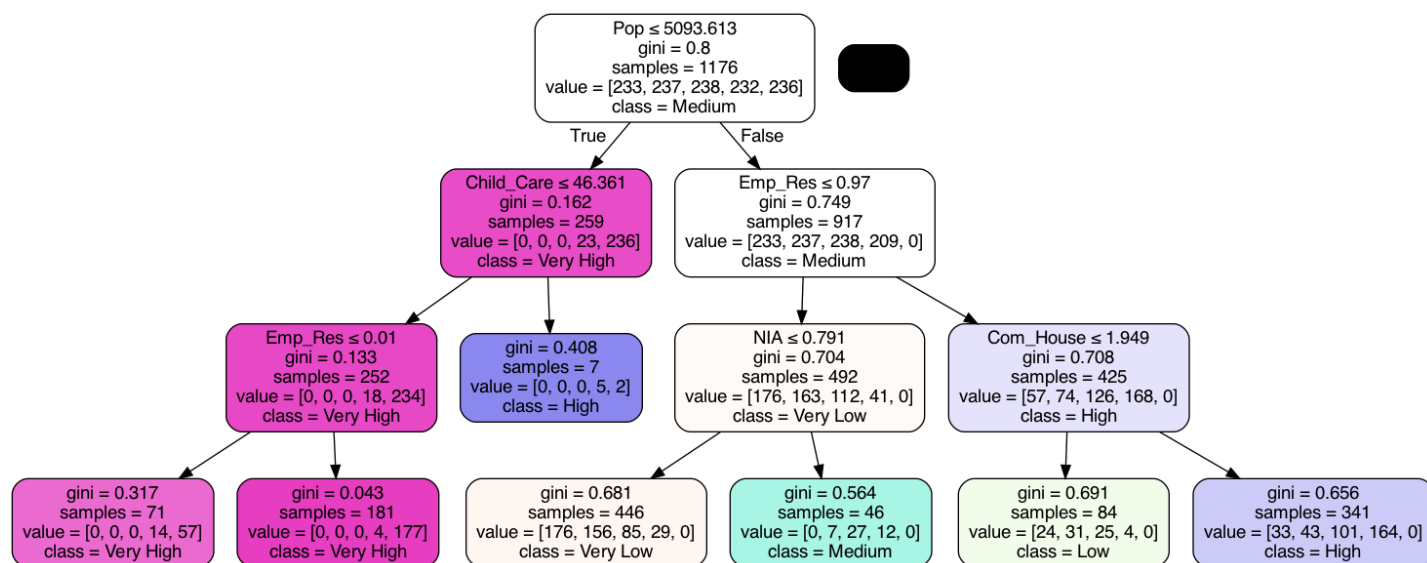 Pop ≤ 5093.613
gini = 0.8
samples = 1176
value = [233, 237, 238, 232, 236]
class = Medium
True
False
Child_Care ≤ 46.361
gini = 0.162
samples = 259
value = [0, 0, 0, 23, 236]
class = Very High
Emp_Res ≤ 0.97
gini = 0.749
samples = 917
value = [233, 237, 238, 209, 0]
class = Medium
Emp_Res ≤ 0.01
gini = 0.133
samples = 252
value = [0, 0, 0, 18, 234]
class = Very High
gini = 0.408
samples = 7
value = [0, 0, 0, 5, 2]
class = High
NIA ≤ 0.791
gini = 0.704
samples = 492
value = [176, 163, 112, 41, 0]
class = Very Low
Com_House ≤ 1.949
gini = 0.708
samples = 425
value = [57, 74, 126, 168, 0]
class = High
gini = 0.317
samples = 71
value = [0, 0, 0, 14, 57]
class = Very High
gini = 0.043
samples = 181
value = [0, 0, 0, 4, 177]
class = Very High
gini = 0.681
samples = 446
value = [176, 156, 85, 29, 0]
class = Very Low
gini = 0.564
samples = 46
value = [0, 7, 27, 12, 0]
class = Medium
gini = 0.691
samples = 84
value = [24, 31, 25, 4, 0]
class = Low
gini = 0.656
samples = 341
value = [33, 43, 101, 164, 0]
class = High